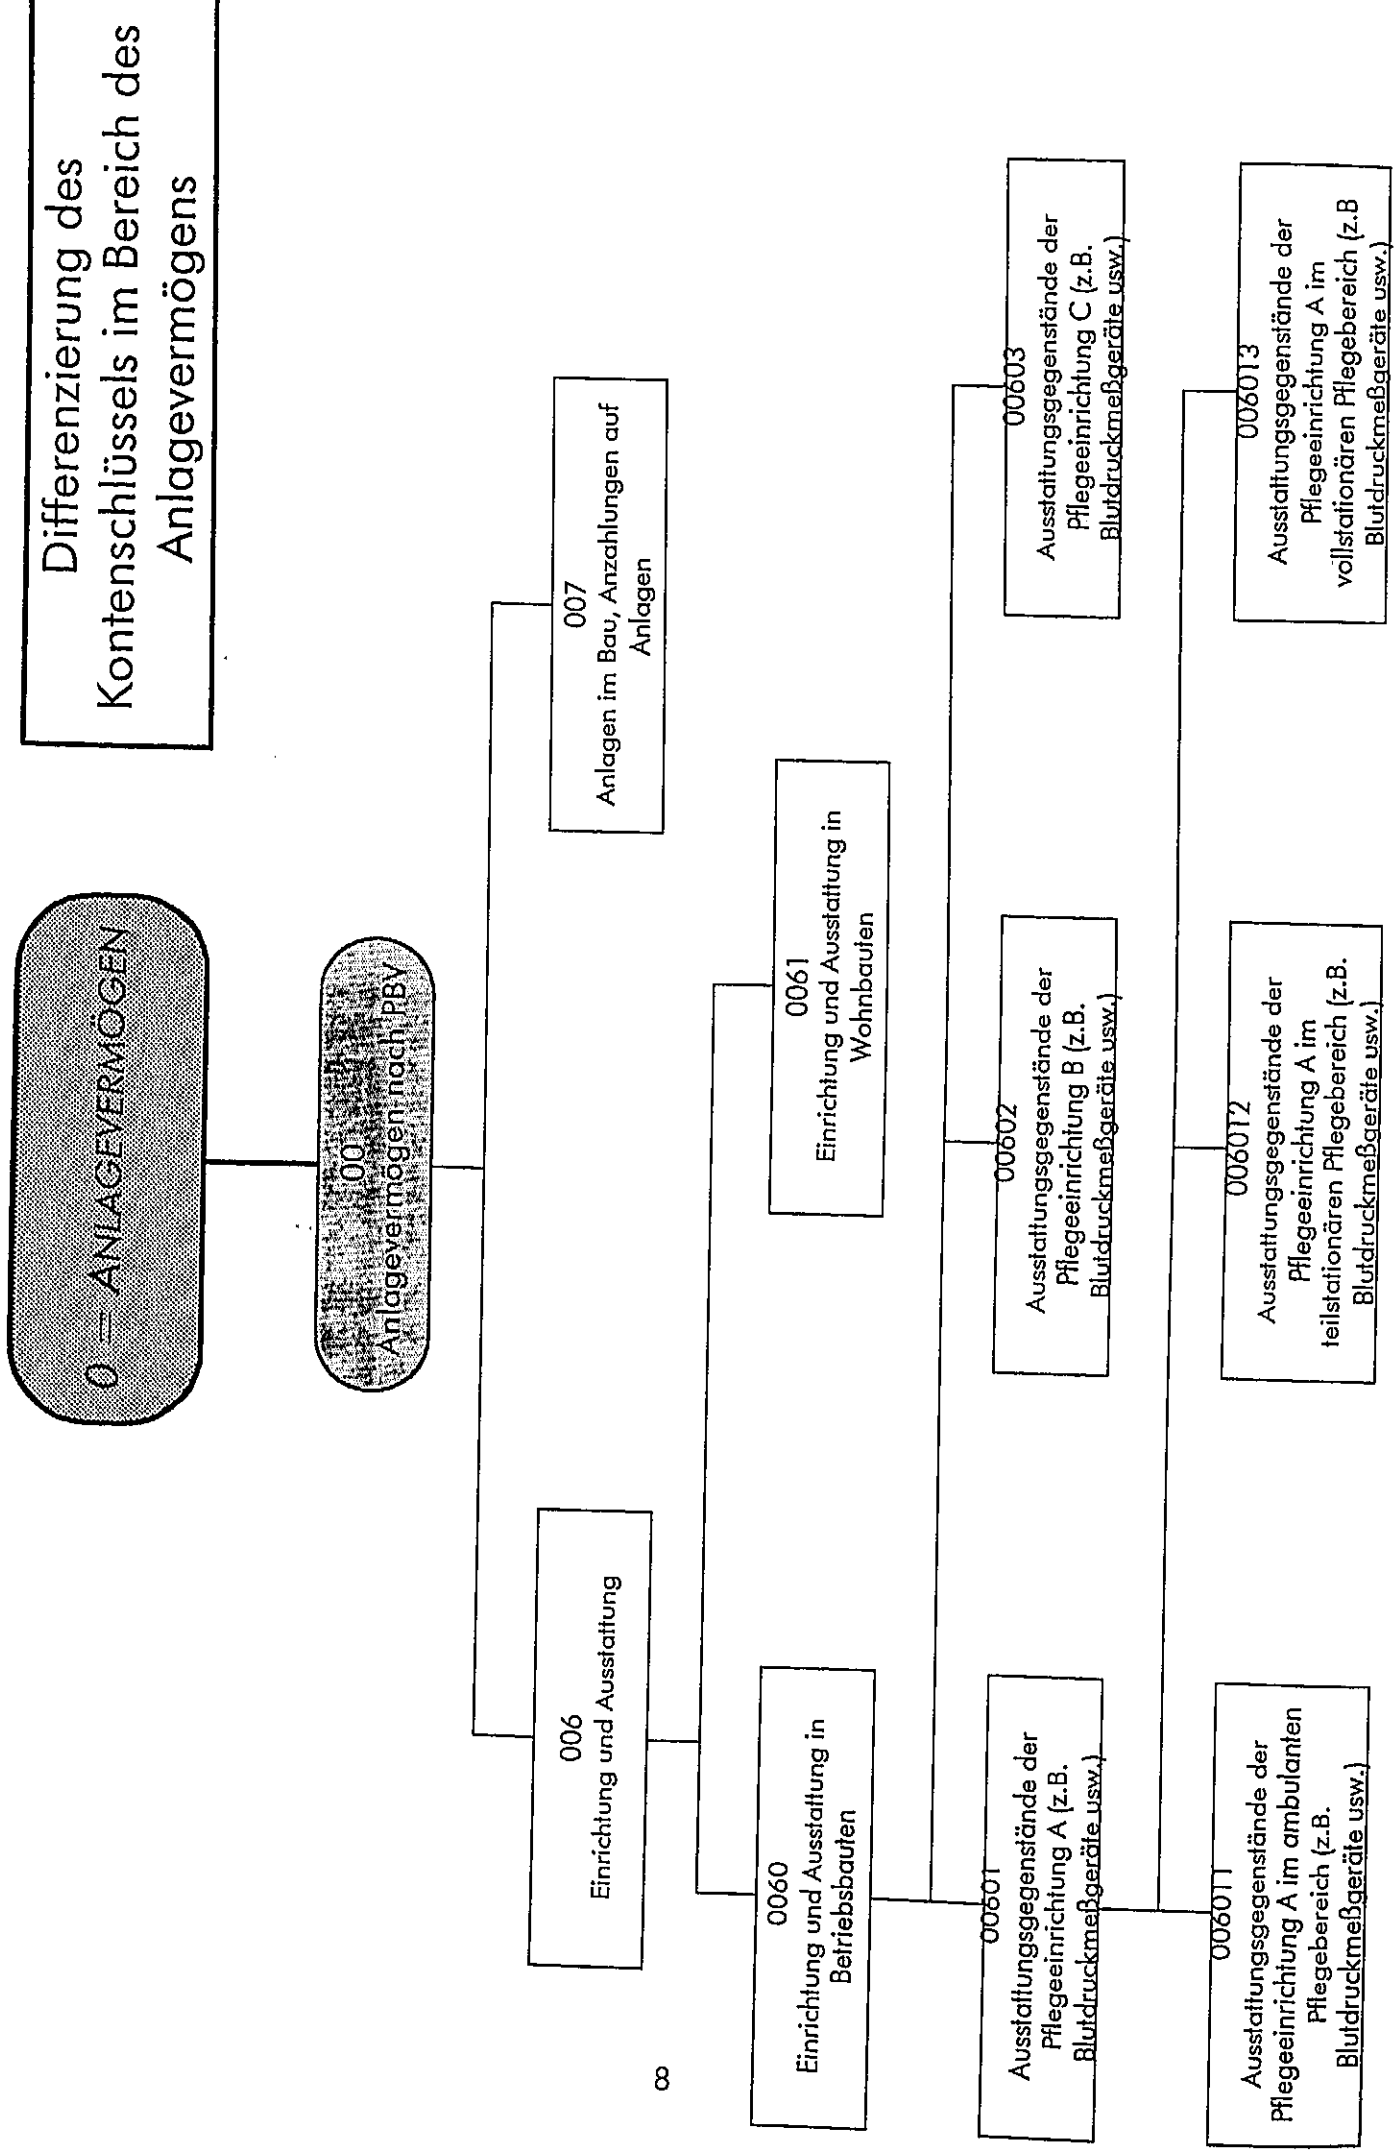 Differenzierung des
Kontenschlüssels im Bereich des
Anlagevermögens
0 = ANLAGEVERMÖGEN
00
Anlagevermögen nach PBV
006
Einrichtung und Ausstattung
007
Anlagen im Bau, Anzahlungen auf
Anlagen
0060
Einrichtung und Ausstattung in
Betriebsbauten
0061
Einrichtung und Ausstattung in
Wohnbauten
00601
Ausstattungsgegenstände der
Pflegeeinrichtung A (z.B.
Blutdruckmeßgeräte usw.)
00602
Ausstattungsgegenstände der
Pflegeeinrichtung B (z.B.
Blutdruckmeßgeräte usw.)
00603
Ausstattungsgegenstände der
Pflegeeinrichtung C (z.B.
Blutdruckmeßgeräte usw.)
006011
Ausstattungsgegenstände der
Pflegeeinrichtung A im ambulanten
Pflegebereich (z.B.
Blutdruckmeßgeräte usw.)
006012
Ausstattungsgegenstände der
Pflegeeinrichtung A im
teilstationären Pflegebereich (z.B.
Blutdruckmeßgeräte usw.)
006013
Ausstattungsgegenstände der
Pflegeeinrichtung A im
vollstationären Pflegebereich (z.B
Blutdruckmeßgeräte usw.)
8